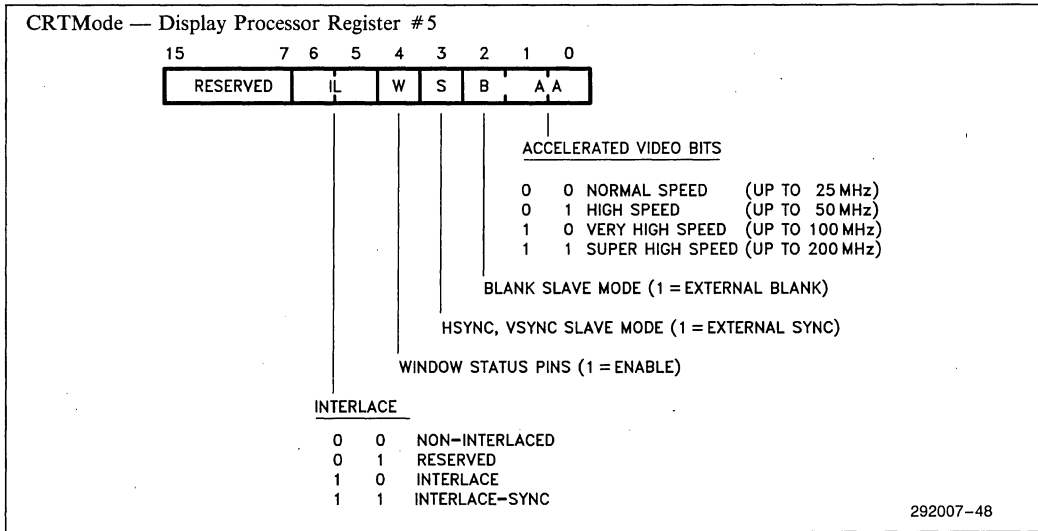 CRTMode — Display Processor Register #5
15 7 6 5 4 3 2 1 0
RESERVED IL W S B A A
ACCELERATED VIDEO BITS
0 0 NORMAL SPEED (UP TO 25 MHz)
0 1 HIGH SPEED (UP TO 50 MHz)
1 0 VERY HIGH SPEED (UP TO 100 MHz)
1 1 SUPER HIGH SPEED (UP TO 200 MHz)
BLANK SLAVE MODE (1 = EXTERNAL BLANK)
HSYNC, VSYNC SLAVE MODE (1 = EXTERNAL SYNC)
WINDOW STATUS PINS (1 = ENABLE)
INTERLACE
0 0 NON-INTERLACED
0 1 RESERVED
1 0 INTERLACE
1 1 INTERLACE-SYNC
292007-48